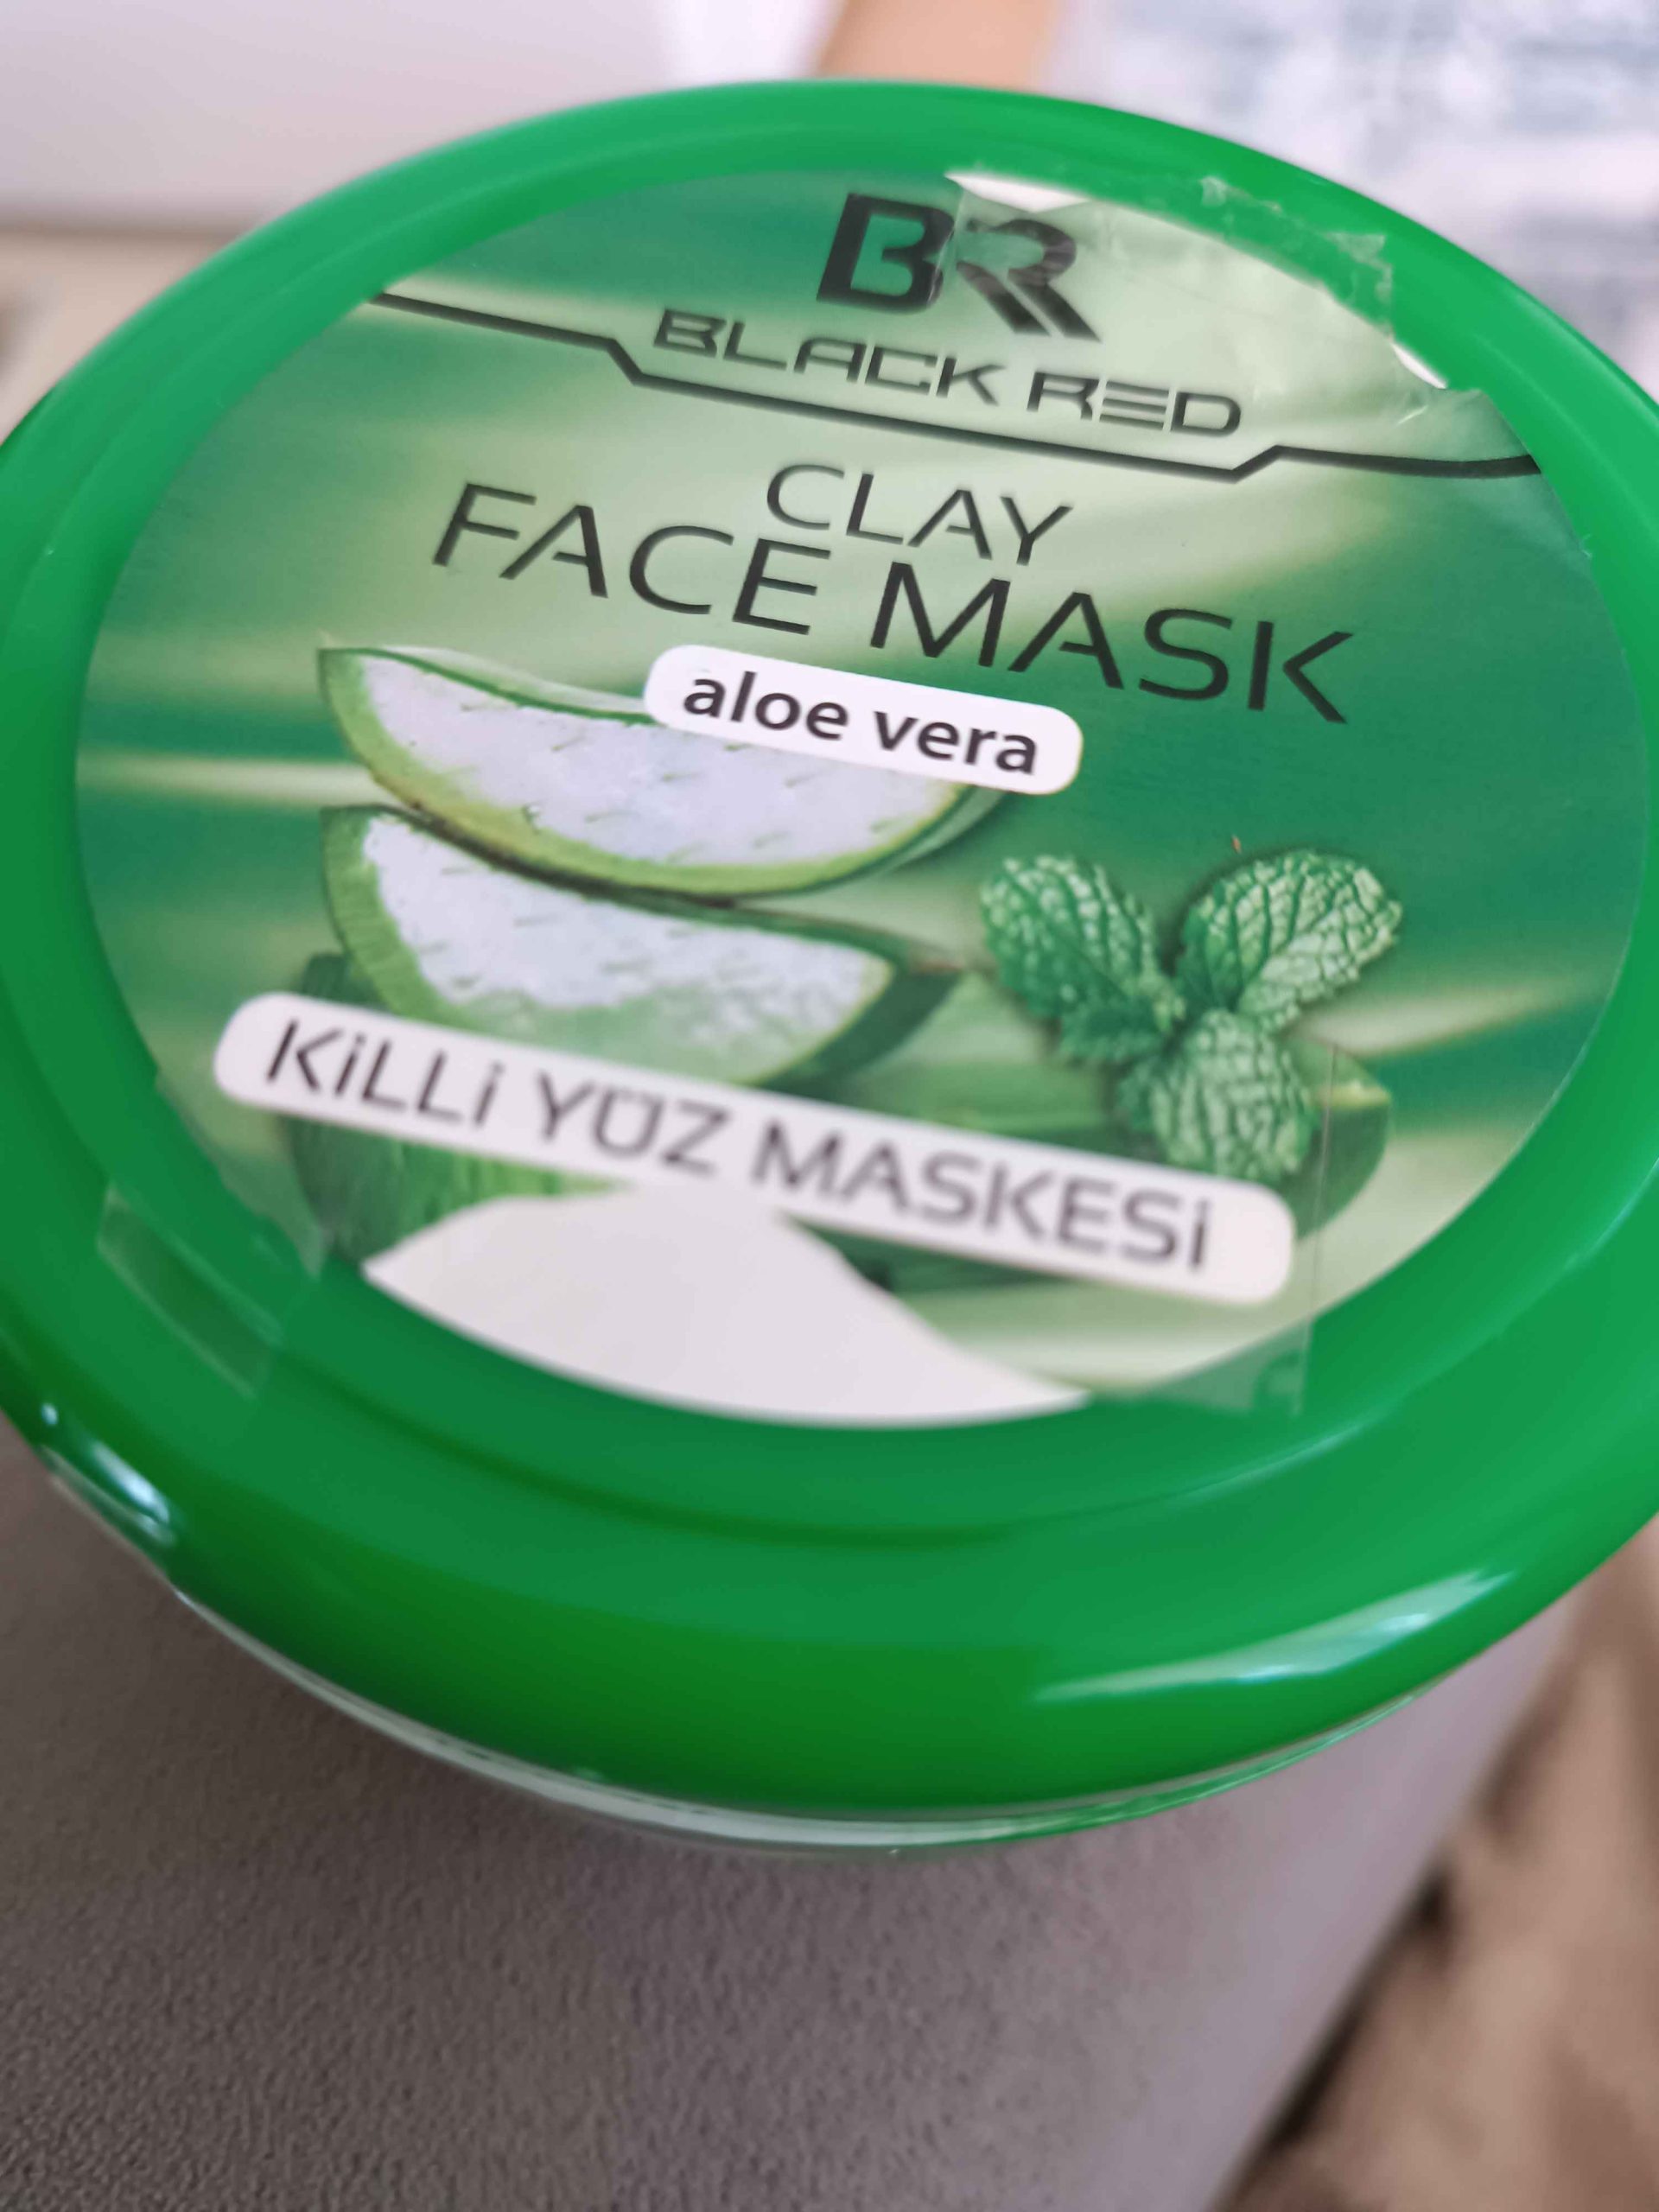 BR
BLACK RED
CLAY
FACE MASK
aloe vera
KİLLİ YÜZ MASKESİ